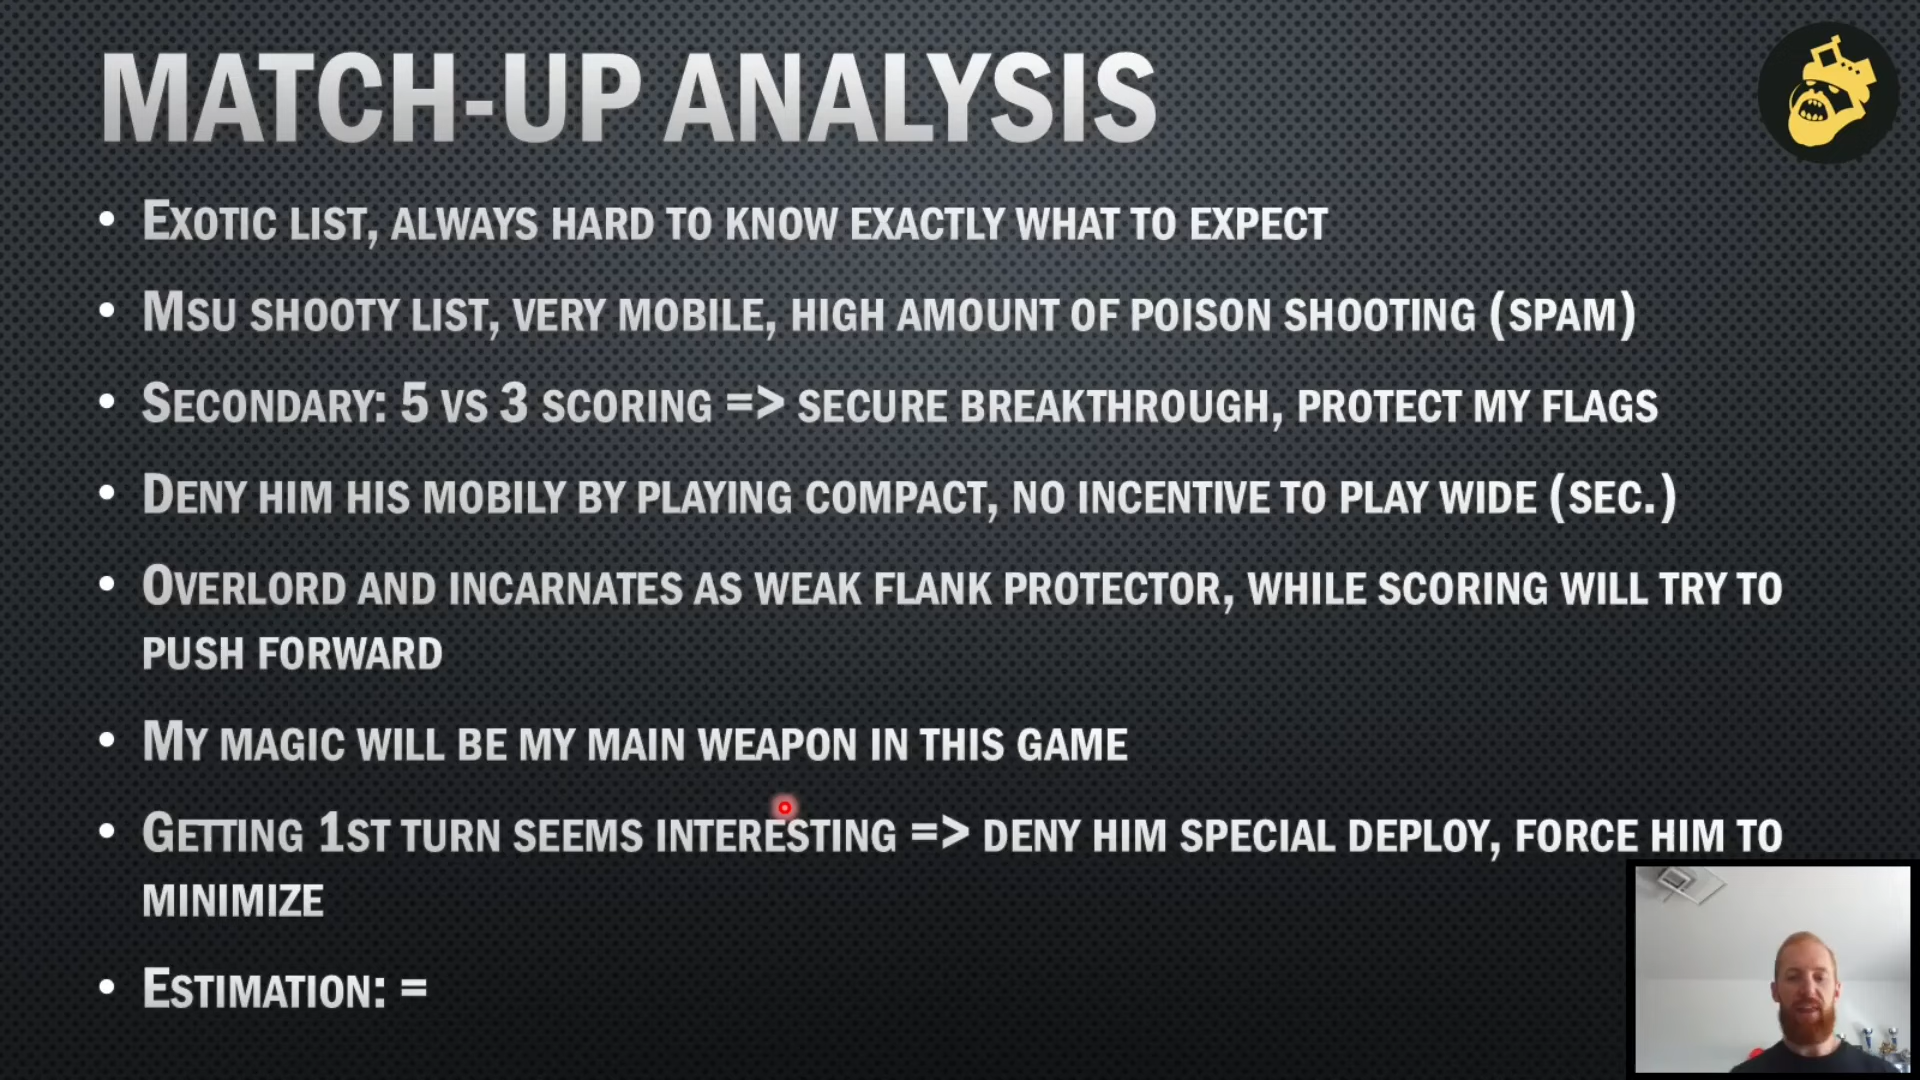 MATCH-UP ANALYSIS
• EXOTIC LIST, ALWAYS HARD TO KNOW EXACTLY WHAT TO EXPECT
• MSU SHOOTY LIST, VERY MOBILE, HIGH AMOUNT OF POISON SHOOTING (SPAM)
• SECONDARY: 5 VS 3 SCORING => SECURE BREAKTHROUGH, PROTECT MY FLAGS
• DENY HIM HIS MOBILY BY PLAYING COMPACT, NO INCENTIVE TO PLAY WIDE (SEC.)
• OVERLORD AND INCARNATES AS WEAK FLANK PROTECTOR, WHILE SCORING WILL TRY TO
PUSH FORWARD
• MY MAGIC WILL BE MY MAIN WEAPON IN THIS GAME
• GETTING 1ST TURN SEEMS INTERESTING => DENY HIM SPECIAL DEPLOY, FORCE HIM TO
MINIMIZE
• ESTIMATION: =